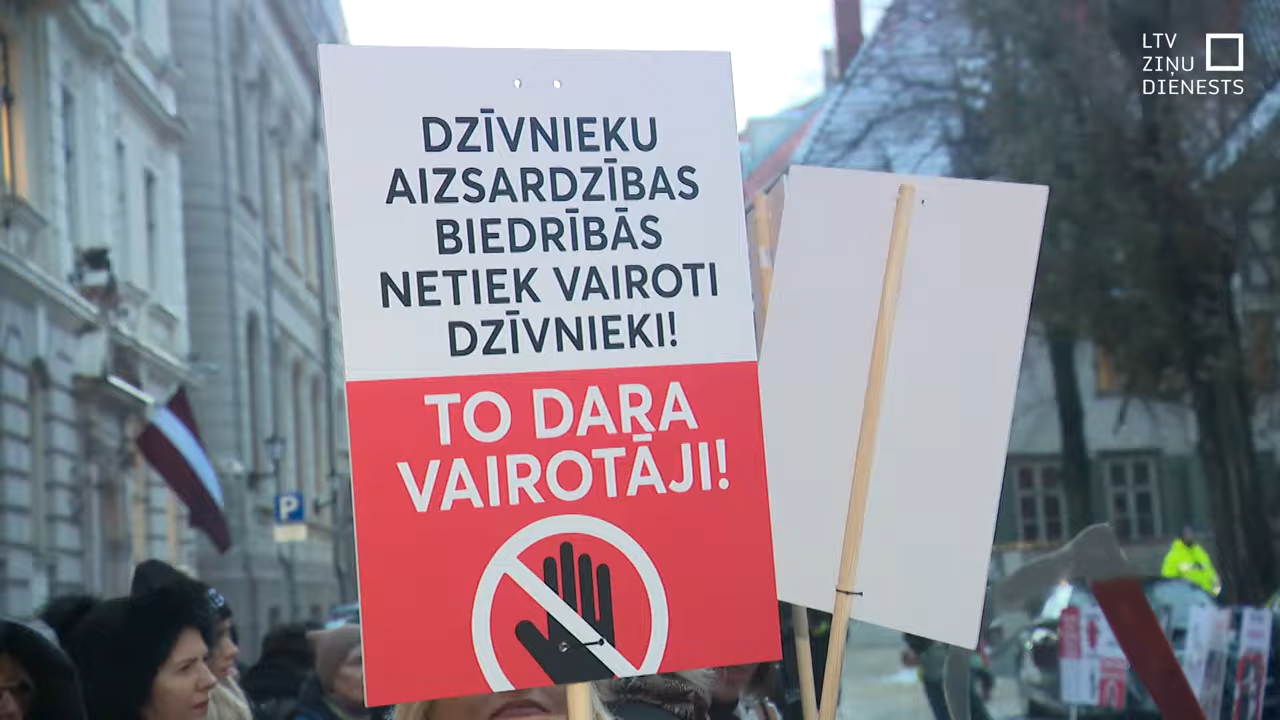 LTV
ZIŅU
DIENESTS
DZĪVNIEKU
AIZSARDZĪBAS
BIEDRĪBĀS
NETIEK VAIROTI
DZĪVNIEKI!
TO DARA
VAIROTĀJI!
P